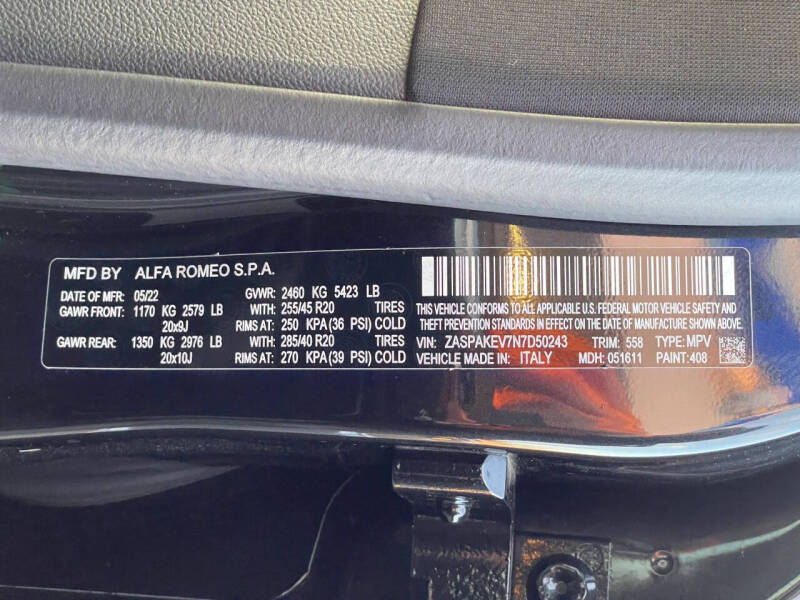 MFD BY ALFA ROMEO S.P.A.
DATE OF MFR: 05/22 GVWR: 2460 KG 5423 LB
GAWR FRONT: 1170 KG 2579 LB WITH: 255/45 R20 TIRES
20x9J RIMS AT: 250 KPA (36 PSI) COLD
GAWR REAR: 1350 KG 2976 LB WITH: 285/40 R20 TIRES
20x10J RIMS AT: 270 KPA (39 PSI) COLD
THIS VEHICLE CONFORMS TO ALL APPLICABLE U.S. FEDERAL MOTOR VEHICLE SAFETY AND
THEFT PREVENTION STANDARDS IN EFFECT ON THE DATE OF MANUFACTURE SHOWN ABOVE.
VIN: ZASPAKEV7N7D50243 TRIM: 558 TYPE: MPV
VEHICLE MADE IN: ITALY MDH: 051611 PAINT: 408